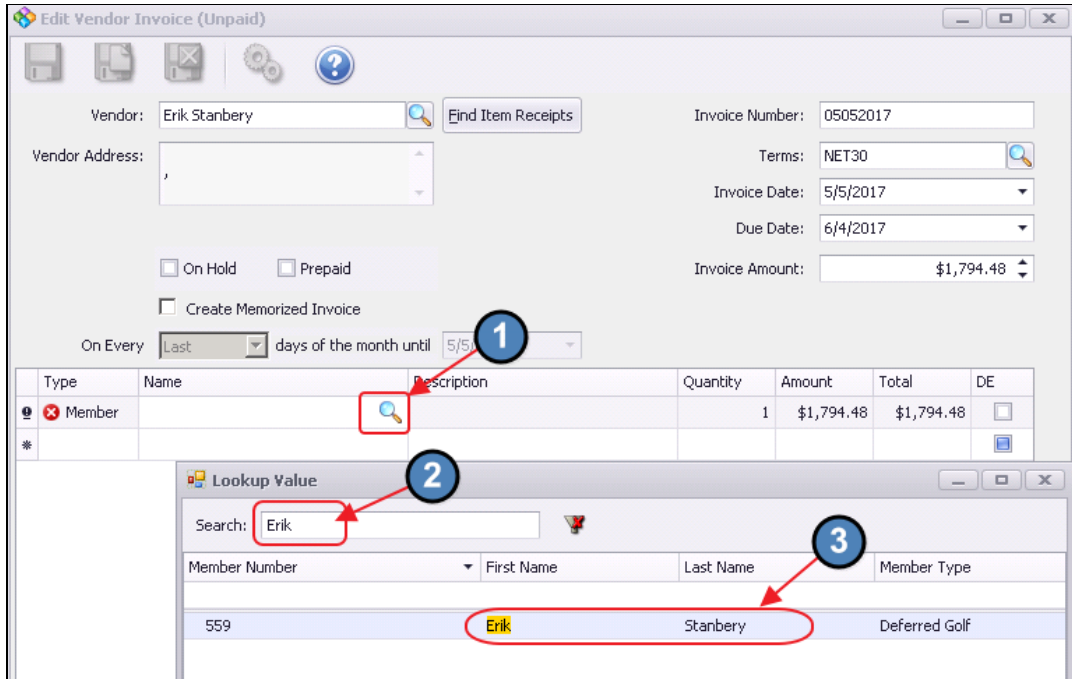 Edit Vendor Invoice (Unpaid)
Vendor: Erik Stanbery Find Item Receipts Invoice Number: 05052017
Vendor Address: , Terms: NET30
Invoice Date: 5/5/2017
Due Date: 6/4/2017
On Hold Prepaid Invoice Amount: $1,794.48
Create Memorized Invoice
On Every Last days of the month until 5/5/ 1
Type Name Description Quantity Amount Total DE
Member 1 $1,794.48 $1,794.48
Lookup Value 2
Search: Erik 3
Member Number First Name Last Name Member Type
559 Erik Stanbery Deferred Golf